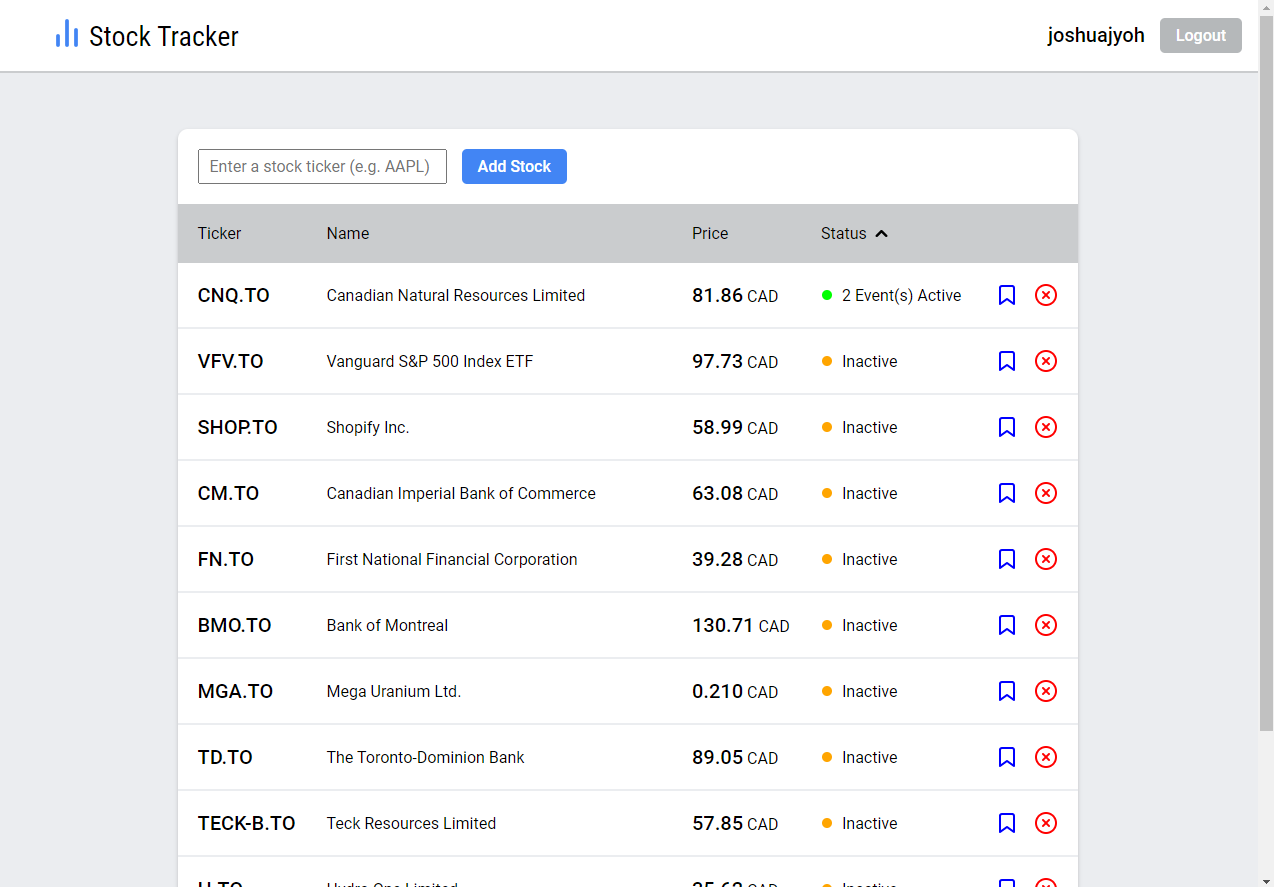 Stock Tracker
joshuajyoh Logout
Enter a stock ticker (e.g. AAPL) Add Stock
Ticker Name Price Status
CNQ.TO Canadian Natural Resources Limited 81.86 CAD 2 Event(s) Active
VFV.TO Vanguard S&P 500 Index ETF 97.73 CAD Inactive
SHOP.TO Shopify Inc. 58.99 CAD Inactive
CM.TO Canadian Imperial Bank of Commerce 63.08 CAD Inactive
FN.TO First National Financial Corporation 39.28 CAD Inactive
BMO.TO Bank of Montreal 130.71 CAD Inactive
MGA.TO Mega Uranium Ltd. 0.210 CAD Inactive
TD.TO The Toronto-Dominion Bank 89.05 CAD Inactive
TECK-B.TO Teck Resources Limited 57.85 CAD Inactive
Hydro One Limited CAD Inactive